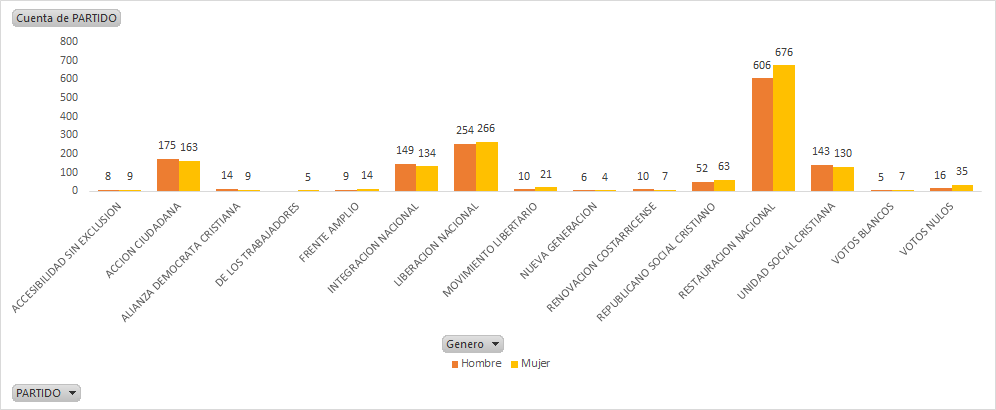 Cuenta de PARTIDO
800
700
600
500
400
300
200
100
0
8 9
175 163
14 9
5
9 14
149 134
254 266
10 21
6 4
10 7
52 63
606 676
143 130
5 7
16 35
ACCESIBILIDAD SIN EXCLUSION
ACCION CIUDADANA
ALIANZA DEMOCRATA CRISTIANA
DE LOS TRABAJADORES
FRENTE AMPLIO
INTEGRACION NACIONAL
LIBERACION NACIONAL
MOVIMIENTO LIBERTARIO
NUEVA GENERACION
RENOVACION COSTARRICENSE
REPUBLICANO SOCIAL CRISTIANO
RESTAURACION NACIONAL
UNIDAD SOCIAL CRISTIANA
VOTOS BLANCOS
VOTOS NULOS
Genero
Hombre Mujer
PARTIDO